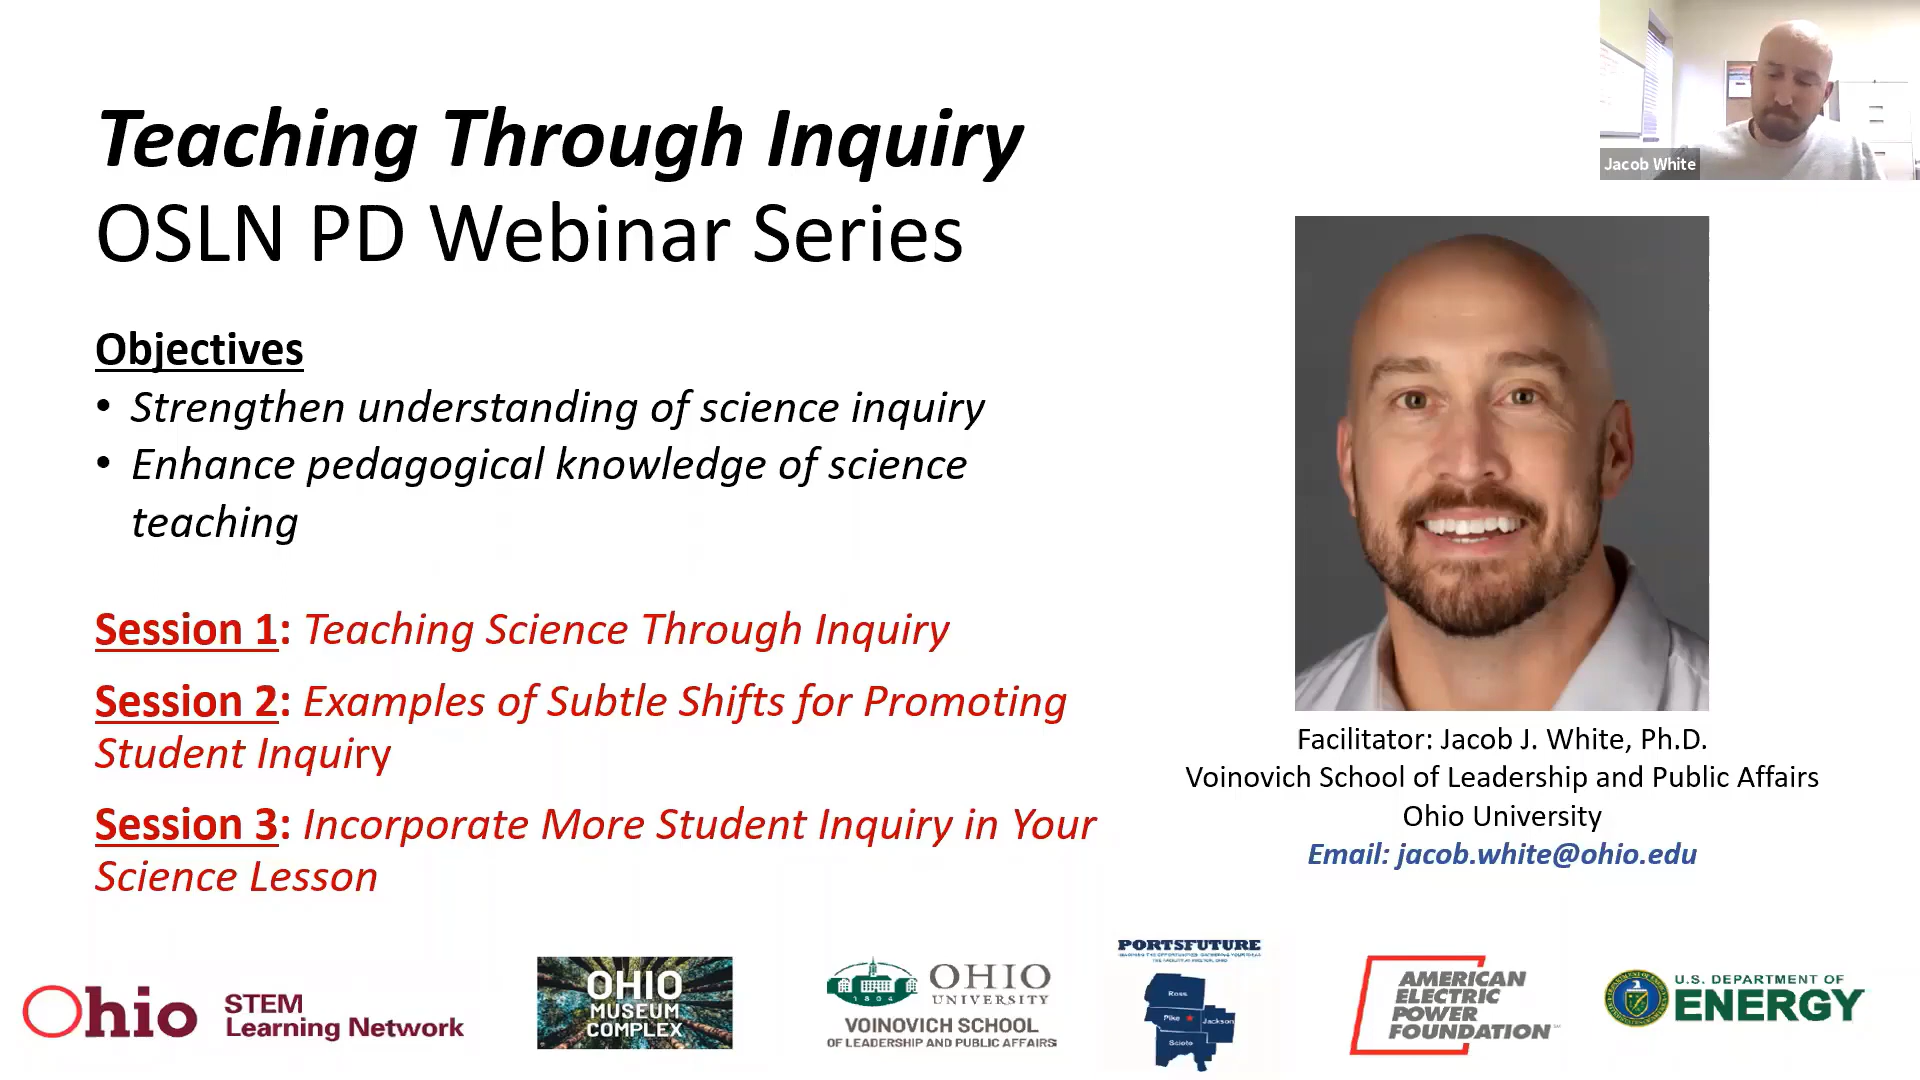 Teaching Through Inquiry
OSLN PD Webinar Series
Objectives
• Strengthen understanding of science inquiry
• Enhance pedagogical knowledge of science
teaching
Session 1: Teaching Science Through Inquiry
Session 2: Examples of Subtle Shifts for Promoting
Student Inquiry
Session 3: Incorporate More Student Inquiry in Your
Science Lesson
Jacob White
Facilitator: Jacob J. White, Ph.D.
Voinovich School of Leadership and Public Affairs
Ohio University
Email: jacob.white@ohio.edu
Ohio
STEM
Learning Network
OHIO
MUSEUM
COMPLEX
1804
OHIO
UNIVERSITY
VOINOVICH SCHOOL
OF LEADERSHIP AND PUBLIC AFFAIRS
PORTSFUTURE
Ross
Pike
Jackson
Scioto
AMERICAN
ELECTRIC
POWER
FOUNDATION
U.S. DEPARTMENT OF
ENERGY